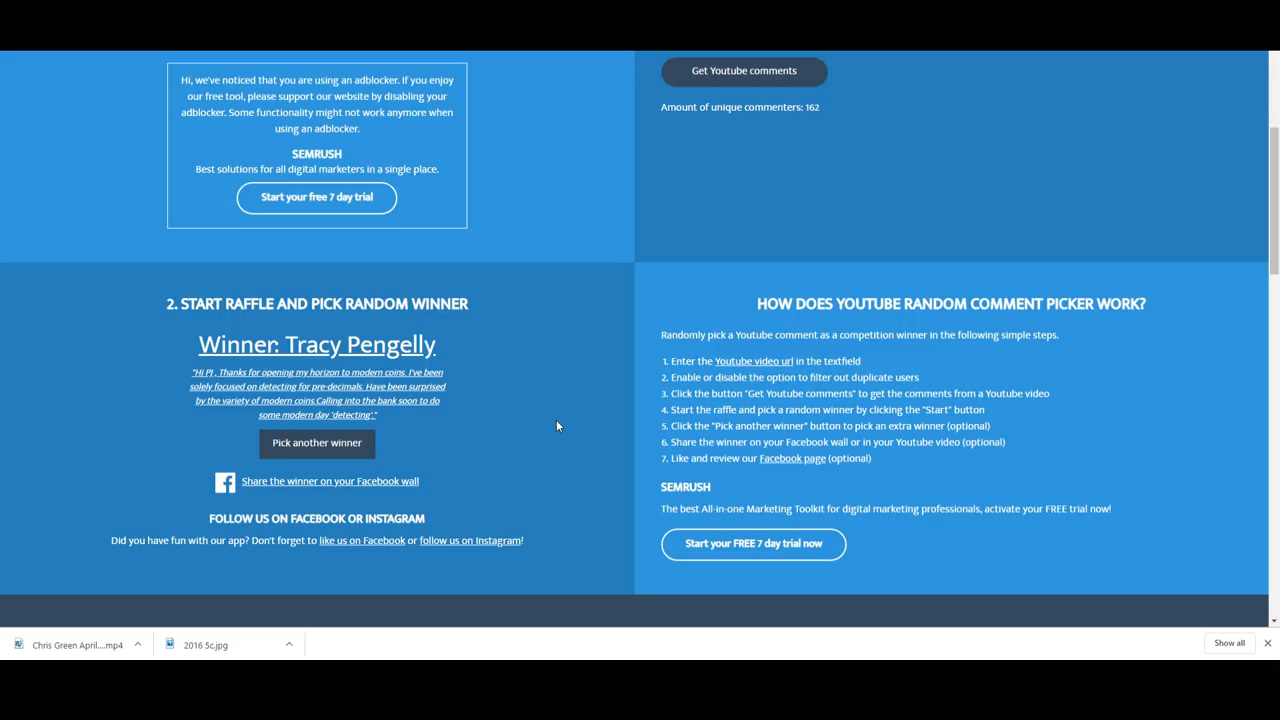 Hi, we've noticed that you are using an adblocker. If you enjoy
our free tool, please support our website by disabling your
adblocker. Some functionality might not work anymore when
using an adblocker.
SEMRUSH
Best solutions for all digital marketers in a single place.
Start your free 7 day trial
Get Youtube comments
Amount of unique commenters: 162
2. START RAFFLE AND PICK RANDOM WINNER
Winner: Tracy Pengelly
"Hi PJ , Thanks for opening my horizon to modern coins. I've been
solely focused on detecting for pre-decimals. Have been surprised
by the variety of modern coins.Calling into the bank soon to do
some modern day 'detecting'."
Pick another winner
Share the winner on your Facebook wall
FOLLOW US ON FACEBOOK OR INSTAGRAM
Did you have fun with our app? Don't forget to like us on Facebook or follow us on Instagram!
HOW DOES YOUTUBE RANDOM COMMENT PICKER WORK?
Randomly pick a Youtube comment as a competition winner in the following simple steps.
1. Enter the Youtube video url in the textfield
2. Enable or disable the option to filter out duplicate users
3. Click the button "Get Youtube comments" to get the comments from a Youtube video
4. Start the raffle and pick a random winner by clicking the "Start" button
5. Click the "Pick another winner" button to pick an extra winner (optional)
6. Share the winner on your Facebook wall or in your Youtube video (optional)
7. Like and review our Facebook page (optional)
SEMRUSH
The best All-in-one Marketing Toolkit for digital marketing professionals, activate your FREE trial now!
Start your FREE 7 day trial now
Chris Green April....mp4
2016 5c.jpg
Show all